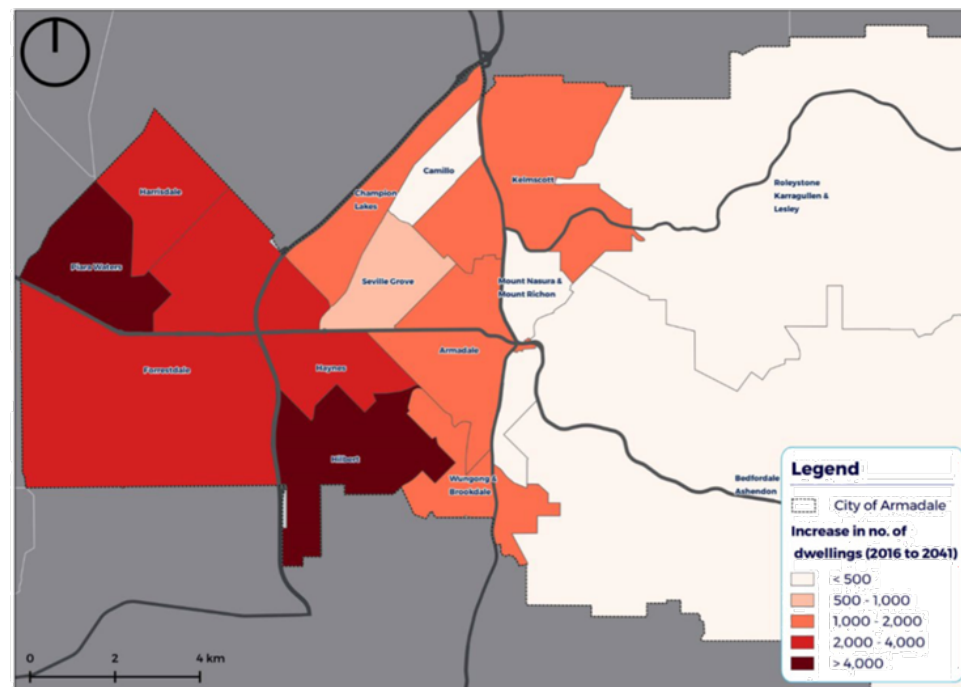 Harrisdale
Piara Waters
Forrestdale
Champion
Lakes
Camillo
Kelmscott
Roleystone
Karragullen &
Lesley
Seville Grove
Mount Nasura &
Mount Richon
Armadale
Haynes
Hilbert
Wungong &
Brookdale
Bedfordale
Ashendon
Legend
City of Armadale
Increase in no. of
dwellings (2016 to 2041)
< 500
500 - 1,000
1,000 - 2,000
2,000 - 4,000
> 4,000
0 2 4 km